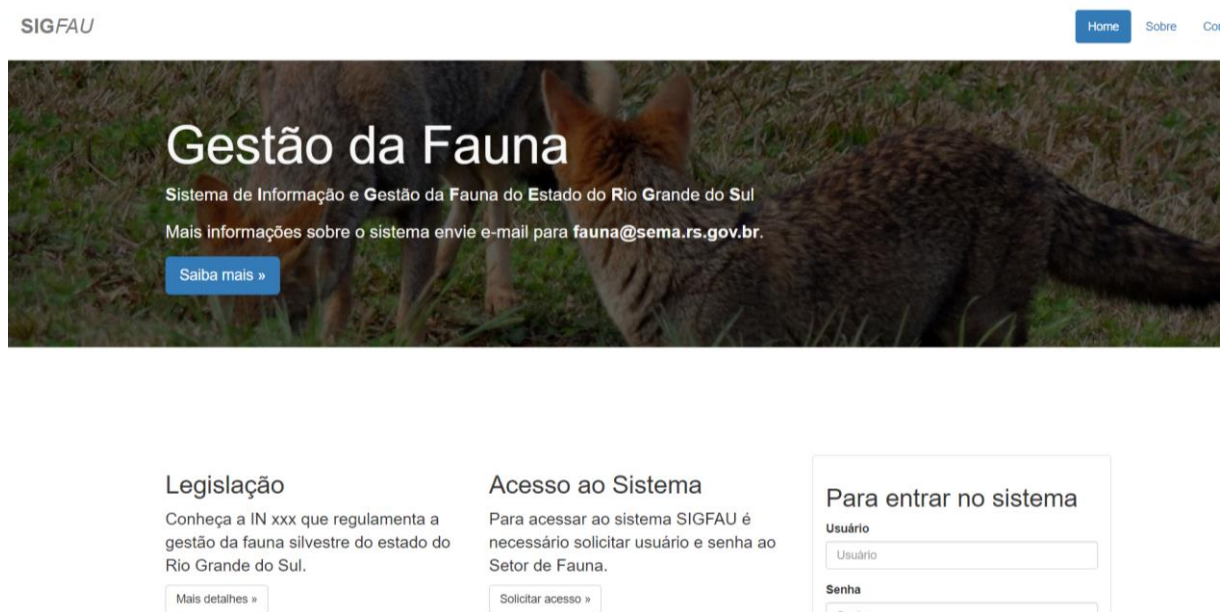 SIGFAU
Home Sobre
Gestão da Fauna
Sistema de Informação e Gestão da Fauna do Estado do Rio Grande do Sul
Mais informações sobre o sistema envie e-mail para fauna@sema.rs.gov.br.
Saiba mais »
Legislação
Conheça a IN xxx que regulamenta a
gestão da fauna silvestre do estado do
Rio Grande do Sul.
Mais detalhes »
Acesso ao Sistema
Para acessar ao sistema SIGFAU é
necessário solicitar usuário e senha ao
Setor de Fauna.
Solicitar acesso »
Para entrar no sistema
Usuário
Usuário
Senha